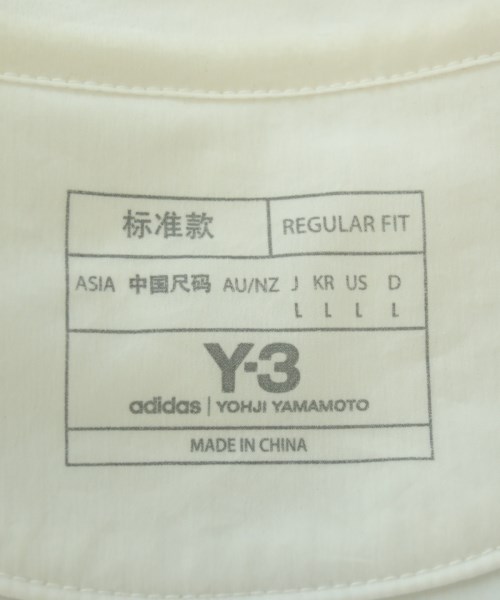 标准款 REGULAR FIT
ASIA 中国尺码 AU/NZ J KR US D
L L L L
Y-3
adidas | YOHJI YAMAMOTO
MADE IN CHINA